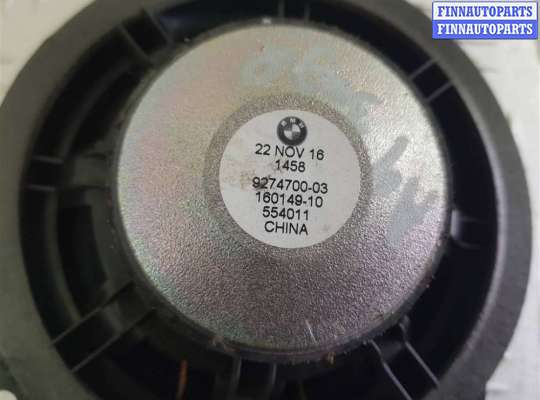 FINNAUTOPARTS
FINNAUTOPARTS
BMW
22 NOV 16
1458
9274700-03
160149-10
554011
CHINA